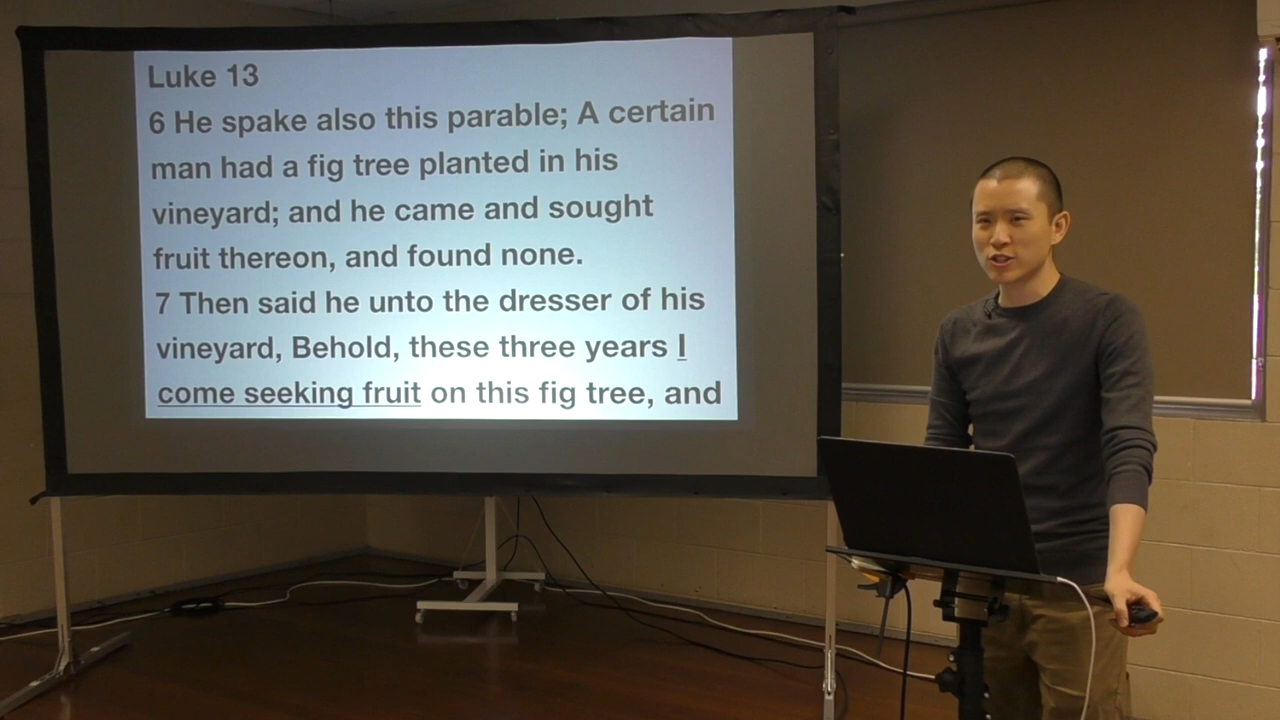 Luke 13
6 He spake also this parable; A certain
man had a fig tree planted in his
vineyard; and he came and sought
fruit thereon, and found none.
7 Then said he unto the dresser of his
vineyard, Behold, these three years I
come seeking fruit on this fig tree, and